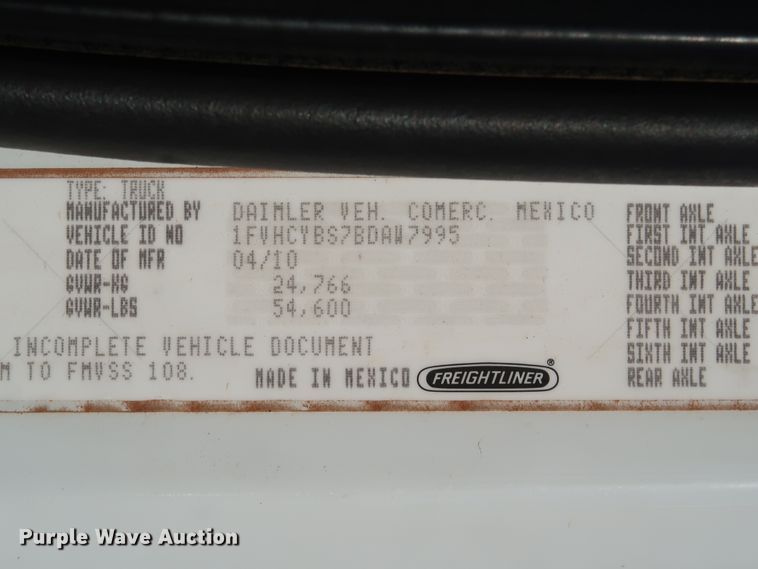 TYPE: TRUCK
MANUFACTURED BY DAIMLER VEH. COMERC. MEXICO
VEHICLE ID NO 1FVHCYBS7BDAW7995
DATE OF MFR 04/10
GVWR-KG 24,766
GVWR-LBS 54,600
INCOMPLETE VEHICLE DOCUMENT
M TO FMVSS 108.
MADE IN MEXICO FREIGHTLINER®
FRONT AXLE
FIRST INT AXLE
SECOND INT AXLE
THIRD INT AXLE
FOURTH INT AXLE
FIFTH INT AXLE
SIXTH INT AXLE
REAR AXLE
Purple Wave Auction